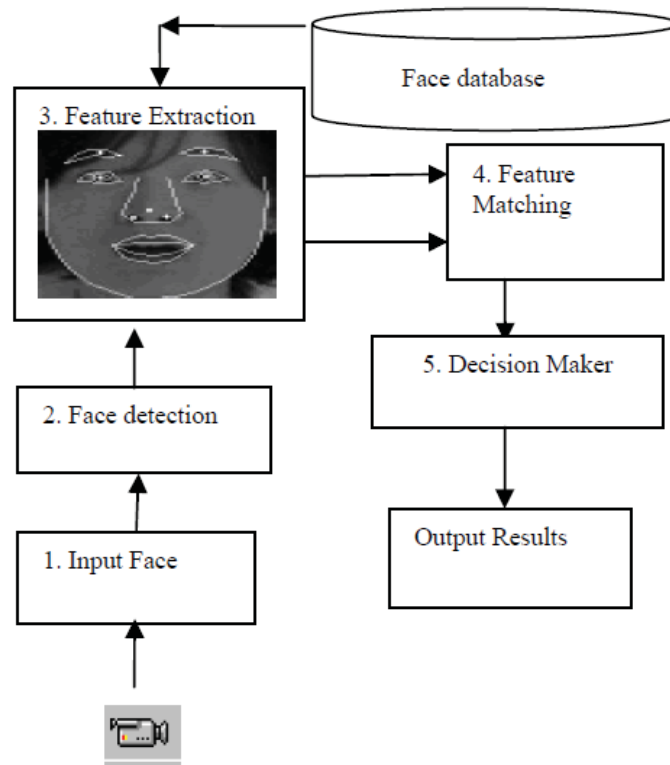 Face database
3. Feature Extraction
4. Feature
Matching
5. Decision Maker
2. Face detection
Output Results
1. Input Face